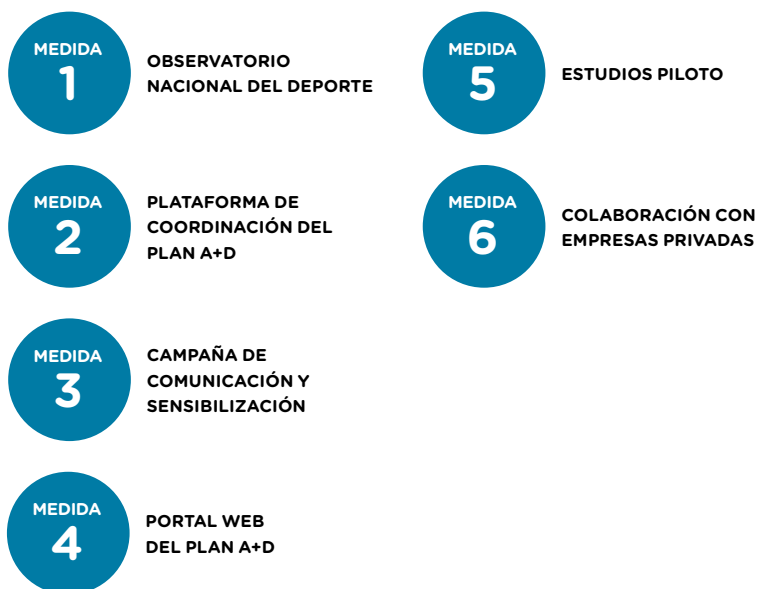 MEDIDA
1
OBSERVATORIO
NACIONAL DEL DEPORTE
MEDIDA
2
PLATAFORMA DE
COORDINACIÓN DEL
PLAN A+D
MEDIDA
3
CAMPAÑA DE
COMUNICACIÓN Y
SENSIBILIZACIÓN
MEDIDA
4
PORTAL WEB
DEL PLAN A+D
MEDIDA
5
ESTUDIOS PILOTO
MEDIDA
6
COLABORACIÓN CON
EMPRESAS PRIVADAS